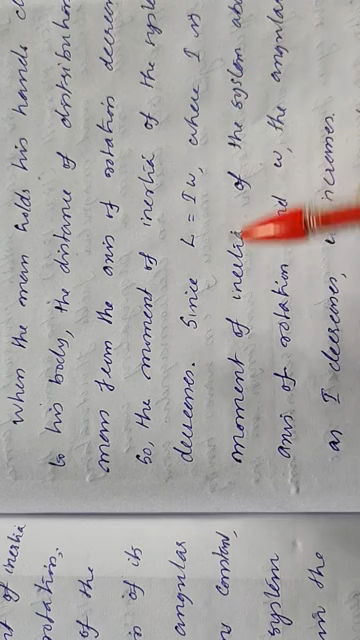 When the man holds his hands cl
to his body, the distance of distribution
mass from the axis of rotation decrea
So, the moment of inertia of the syste
decreases. Since L = Iω, where I is
moment of inertia of the system abo
axis of rotation nd ω, the angular
as I decreases, increases.
t of inertia
rotation,
of the
n of its
angular
constant,
system
the